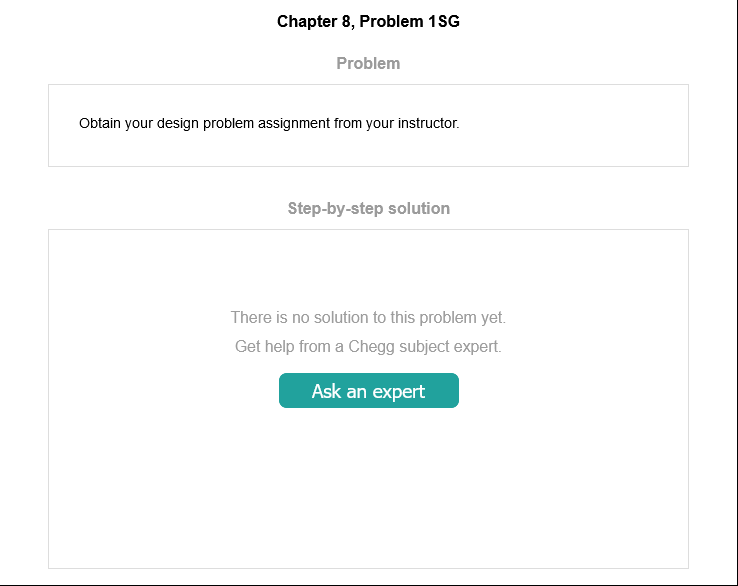 Chapter 8, Problem 1SG
Problem
Obtain your design problem assignment from your instructor.
Step-by-step solution
There is no solution to this problem yet.
Get help from a Chegg subject expert.
Ask an expert